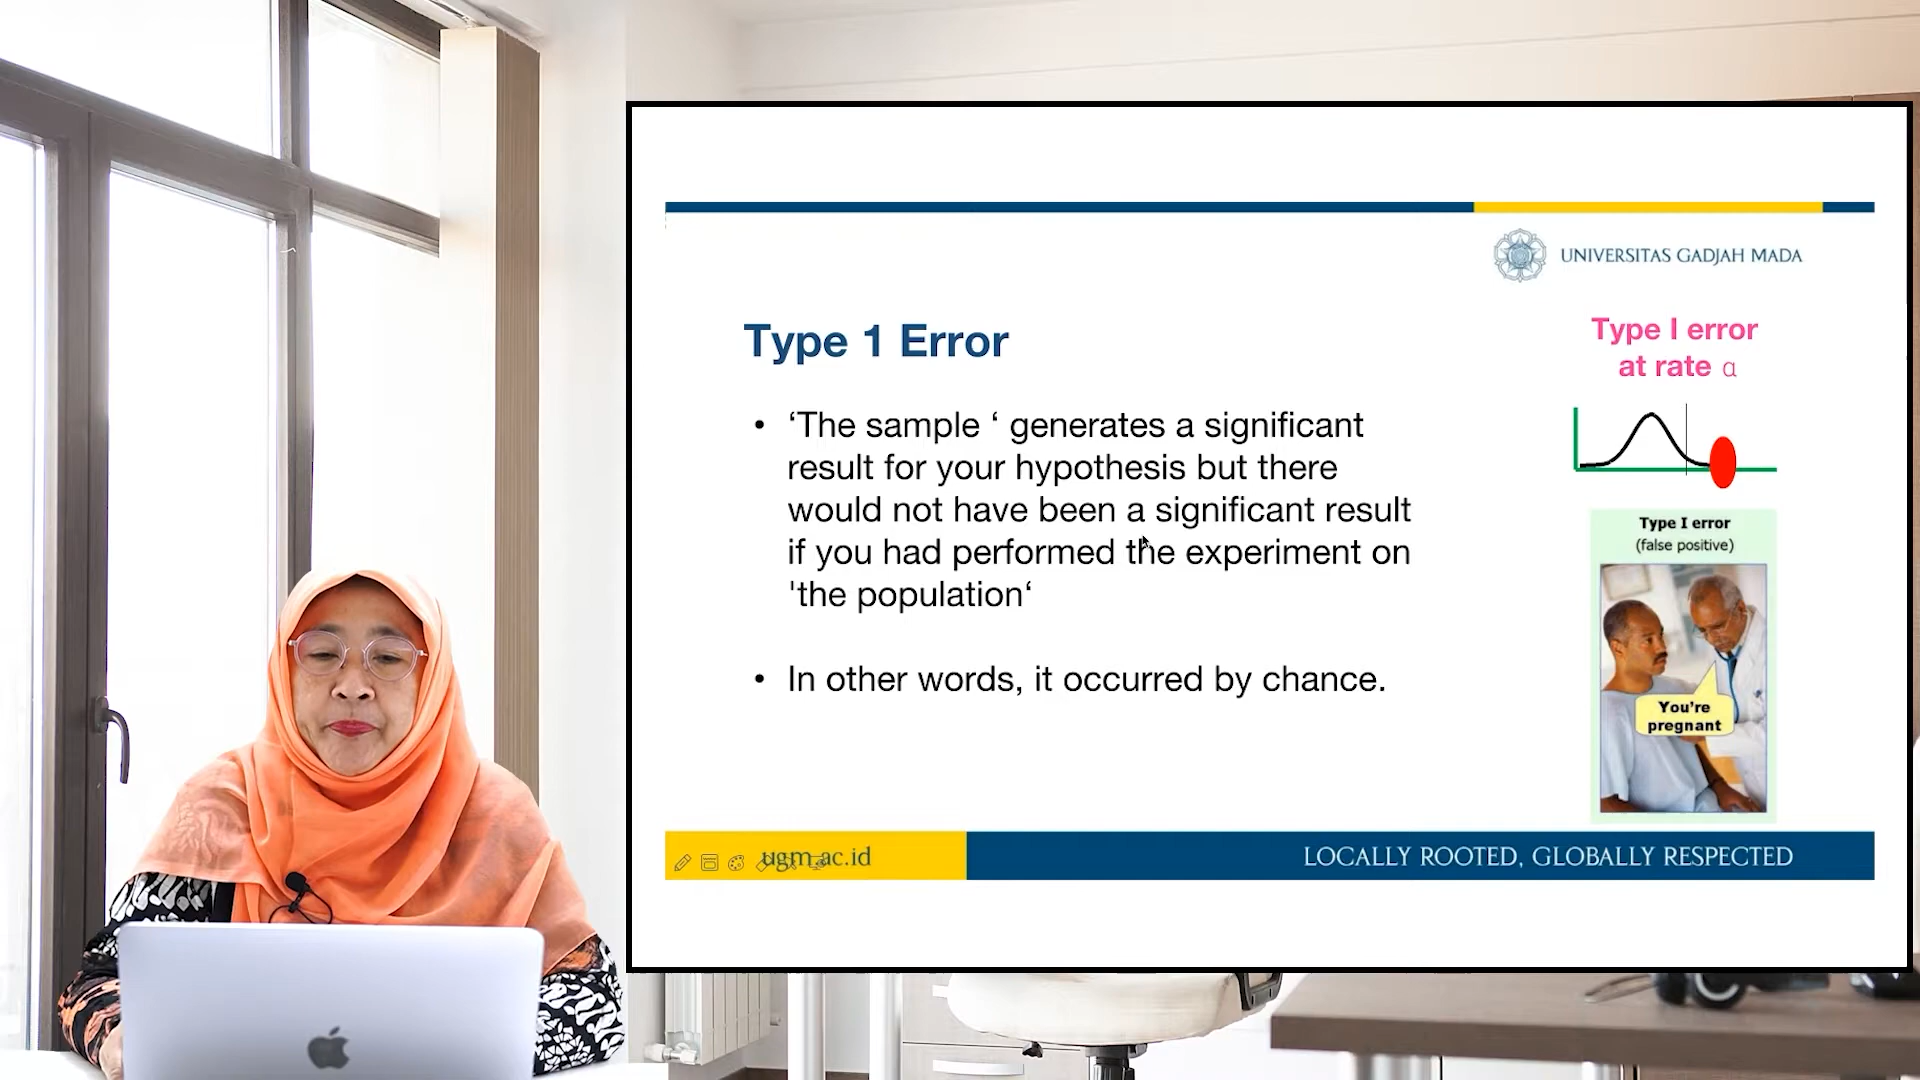 UNIVERSITAS GADJAH MADA
Type 1 Error
• ‘The sample ‘ generates a significant
result for your hypothesis but there
would not have been a significant result
if you had performed the experiment on
'the population‘
• In other words, it occurred by chance.
Type I error
at rate α
Type I error
(false positive)
You’re
pregnant
ugm.ac.id
LOCALLY ROOTED, GLOBALLY RESPECTED